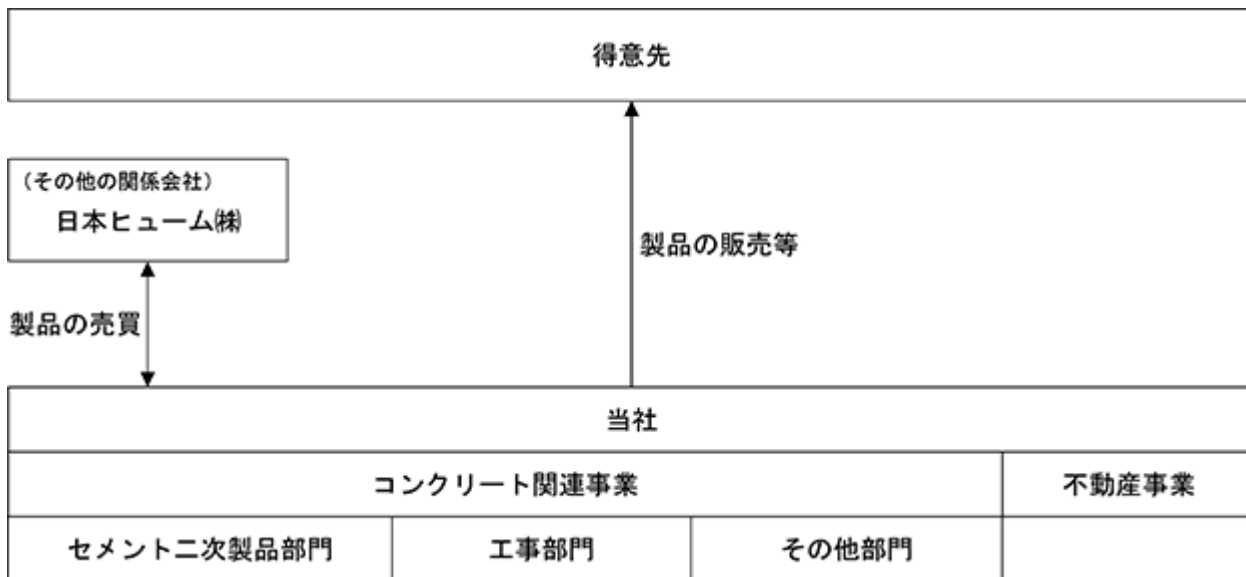 得意先
(その他の関係会社)
日本ヒューム㈱
製品の販売等
製品の売買
当社
コンクリート関連事業
不動産事業
セメント二次製品部門
工事部門
その他部門